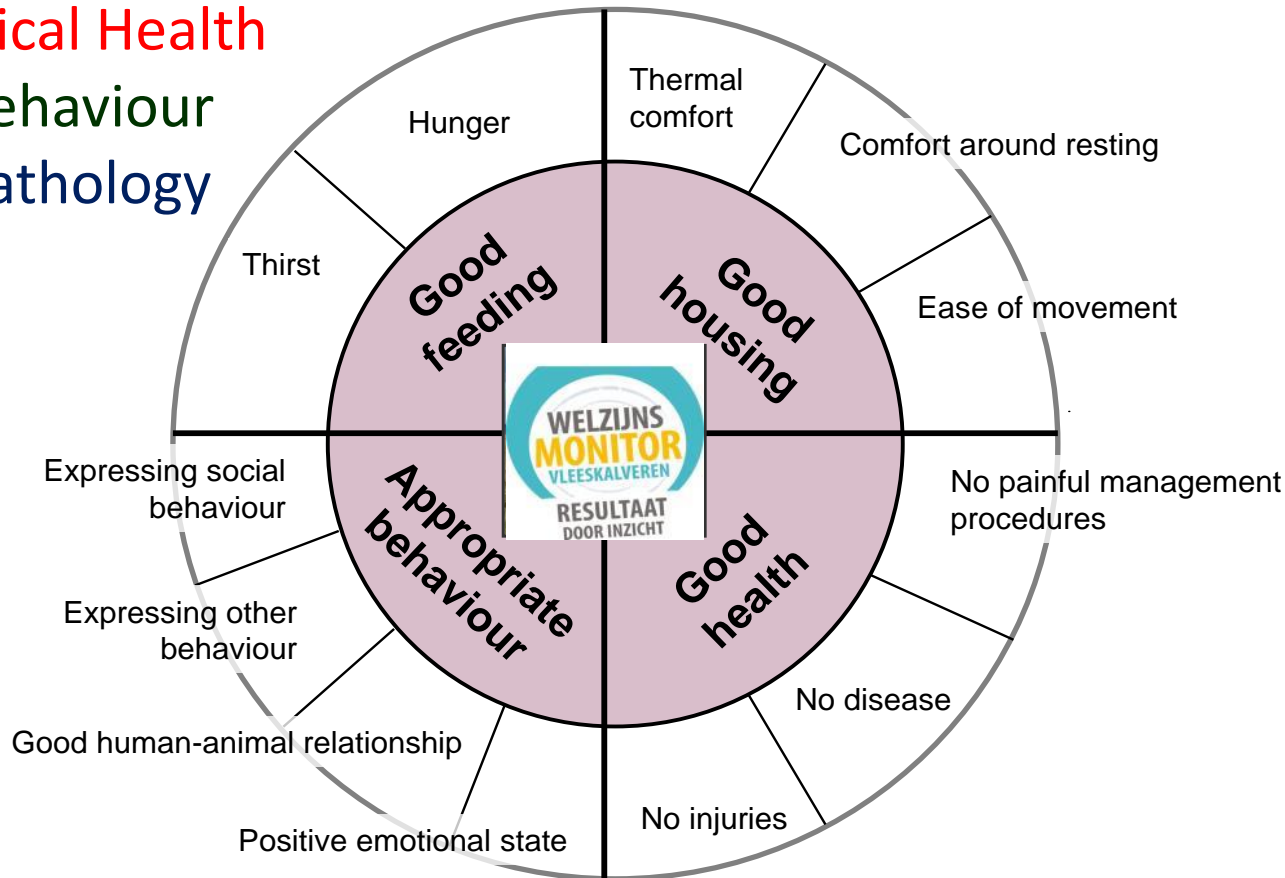 ical Health
ehaviour
athology
Hunger
Thirst
Thermal
comfort
Comfort around resting
Ease of movement
Good
feeding
Good
housing
WELZIJNS
MONITOR
VLEESKALVEREN
RESULTAAT
DOOR INZICHT
Appropriate
behaviour
Good
health
Expressing social
behaviour
Expressing other
behaviour
Good human-animal relationship
Positive emotional state
No painful management
procedures
No disease
No injuries